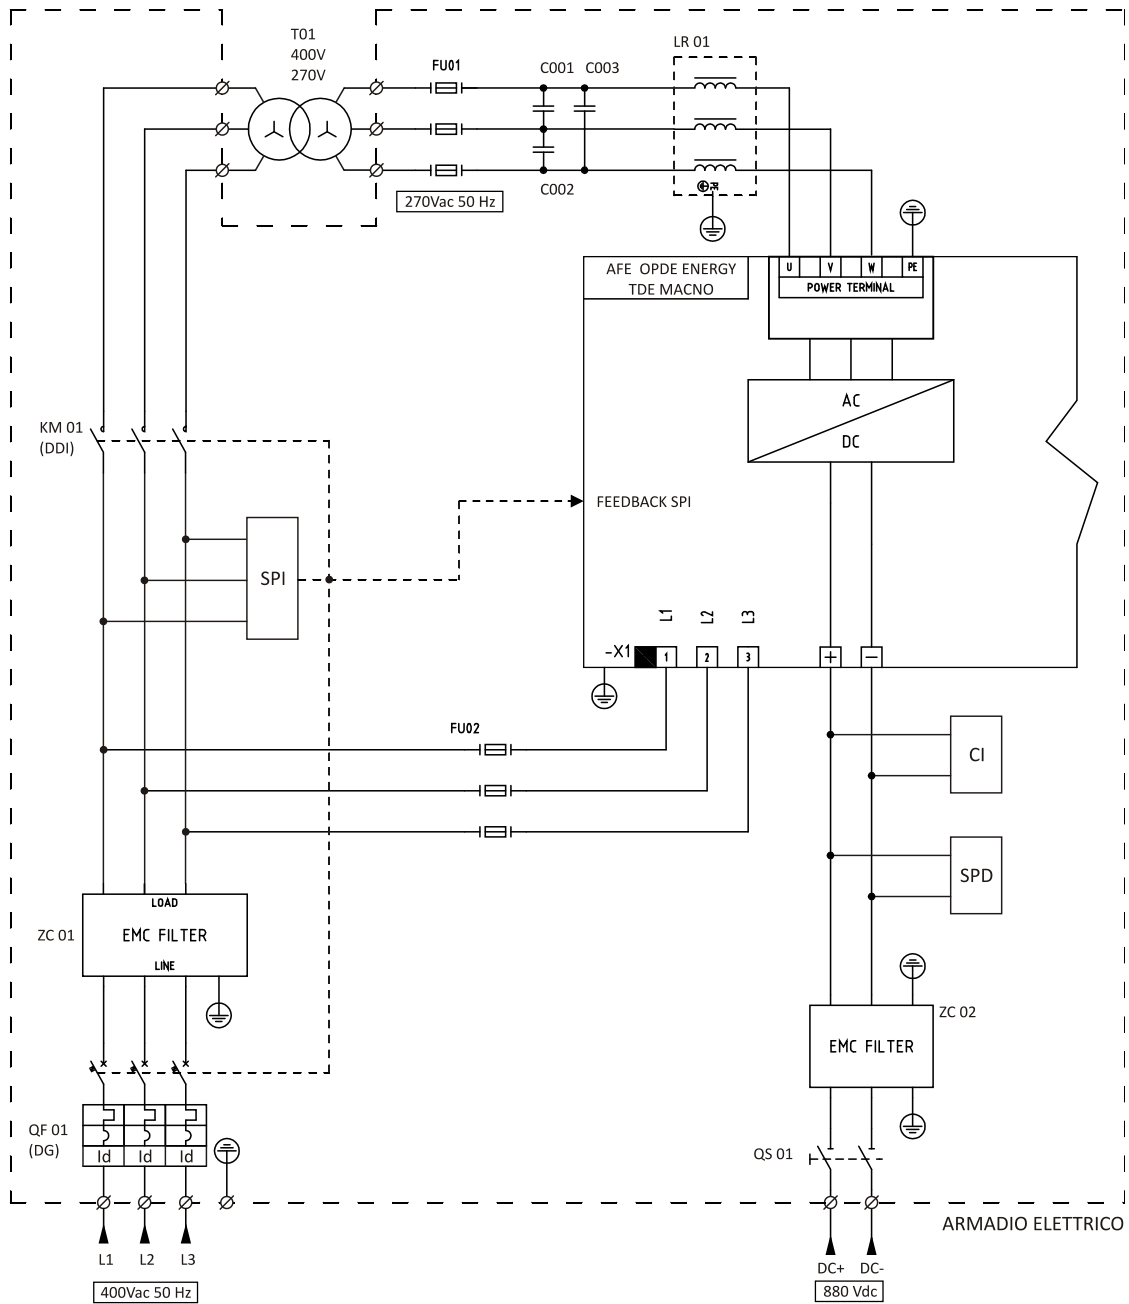 T01
400V
270V
FU01
C001 C003
LR 01
C002
270Vac 50 Hz
PE
AFE OPDE ENERGY
TDE MACNO
U V W PE
POWER TERMINAL
AC
DC
KM 01
(DDI)
SPI
FEEDBACK SPI
L1 L2 L3
-X1
1 2 3
+ −
FU02
CI
SPD
LOAD
ZC 01
EMC FILTER
LINE
ZC 02
EMC FILTER
QF 01
(DG)
Id Id Id
QS 01
ARMADIO ELETTRICO
L1 L2 L3
400Vac 50 Hz
DC+ DC-
880 Vdc